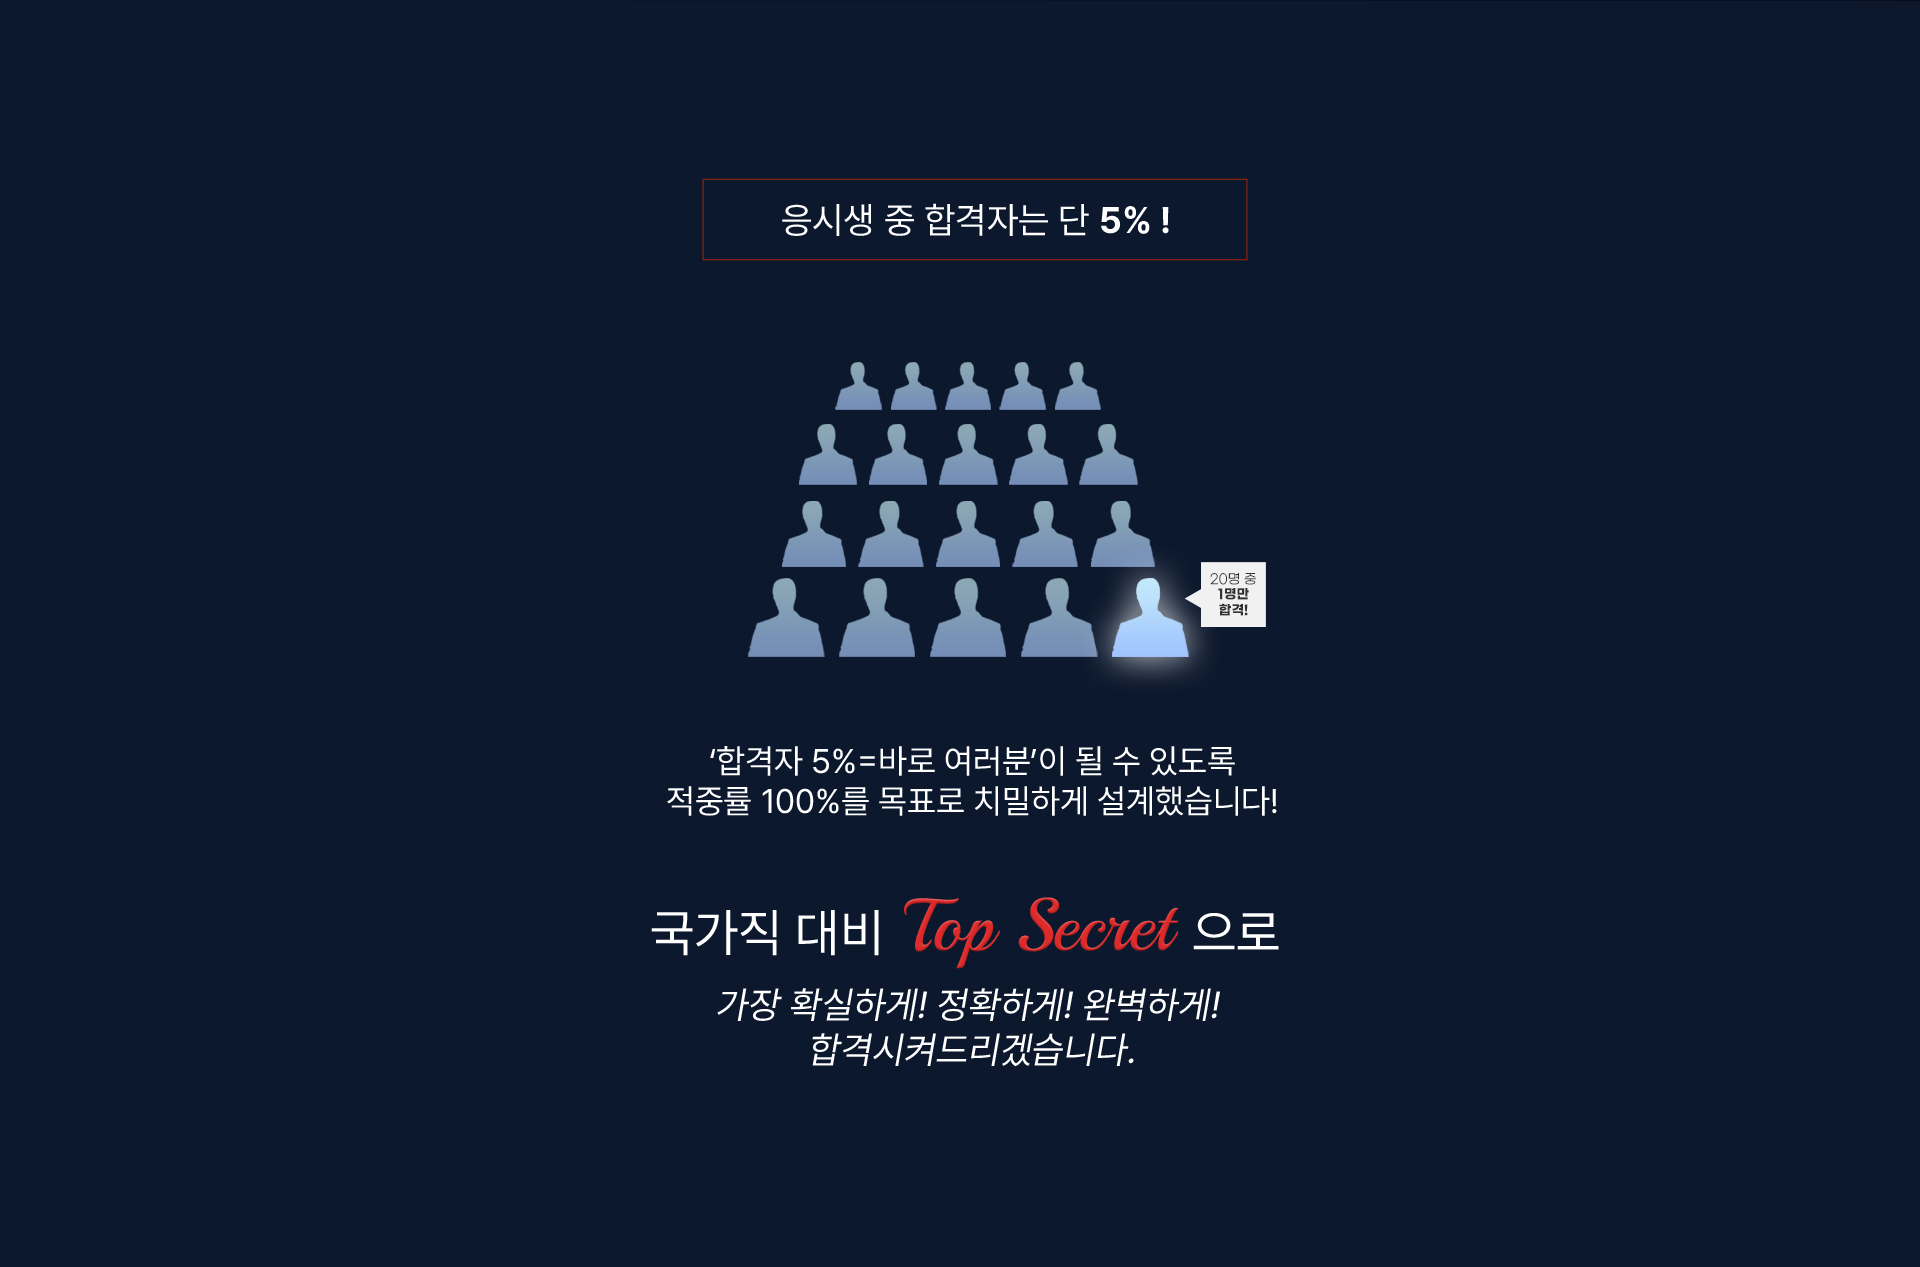 응시생 중 합격자는 단 5% !
20명 중
1명만
합격!
‘합격자 5%=바로 여러분’이 될 수 있도록
적중률 100%를 목표로 치밀하게 설계했습니다!
국가직 대비 Top Secret 으로
가장 확실하게! 정확하게! 완벽하게!
합격시켜드리겠습니다.